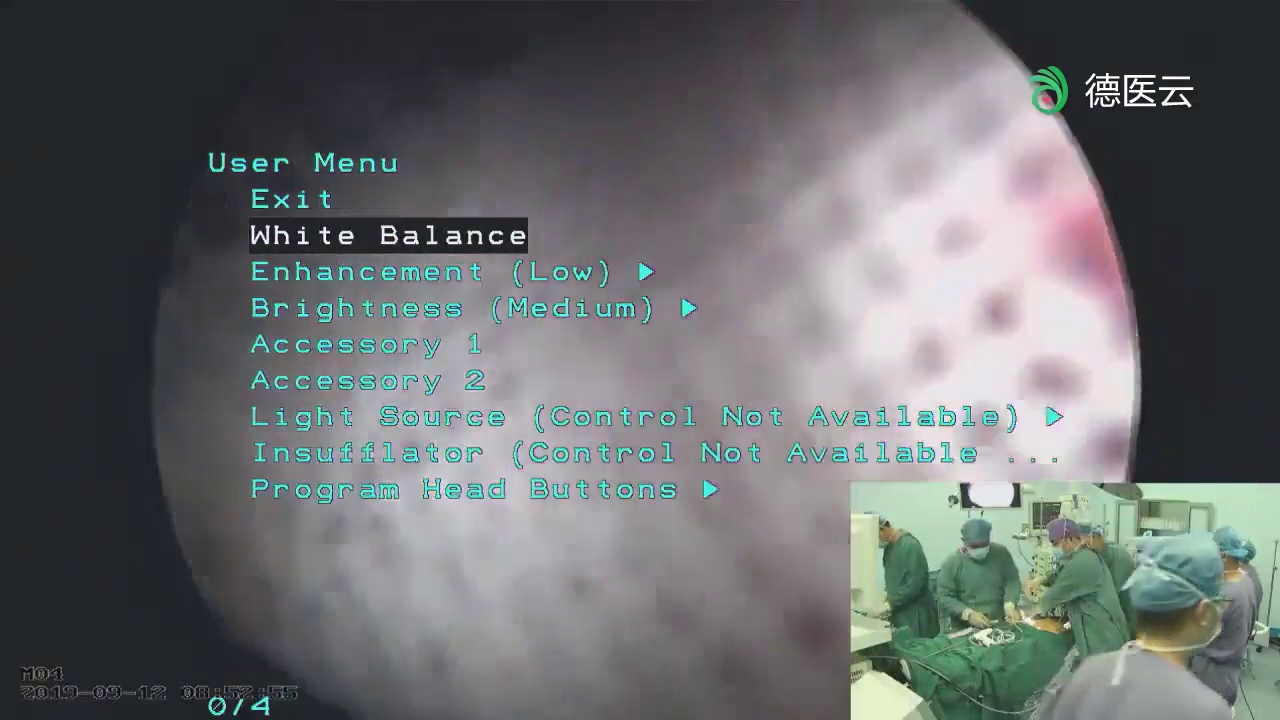 德医云
User Menu
Exit
White Balance
Enhancement (Low) ▶
Brightness (Medium) ▶
Accessory 1
Accessory 2
Light Source (Control Not Available) ▶
Insufflator (Control Not Available ...
Program Head Buttons ▶
M04
2019-09-12 08:52:55
0/4